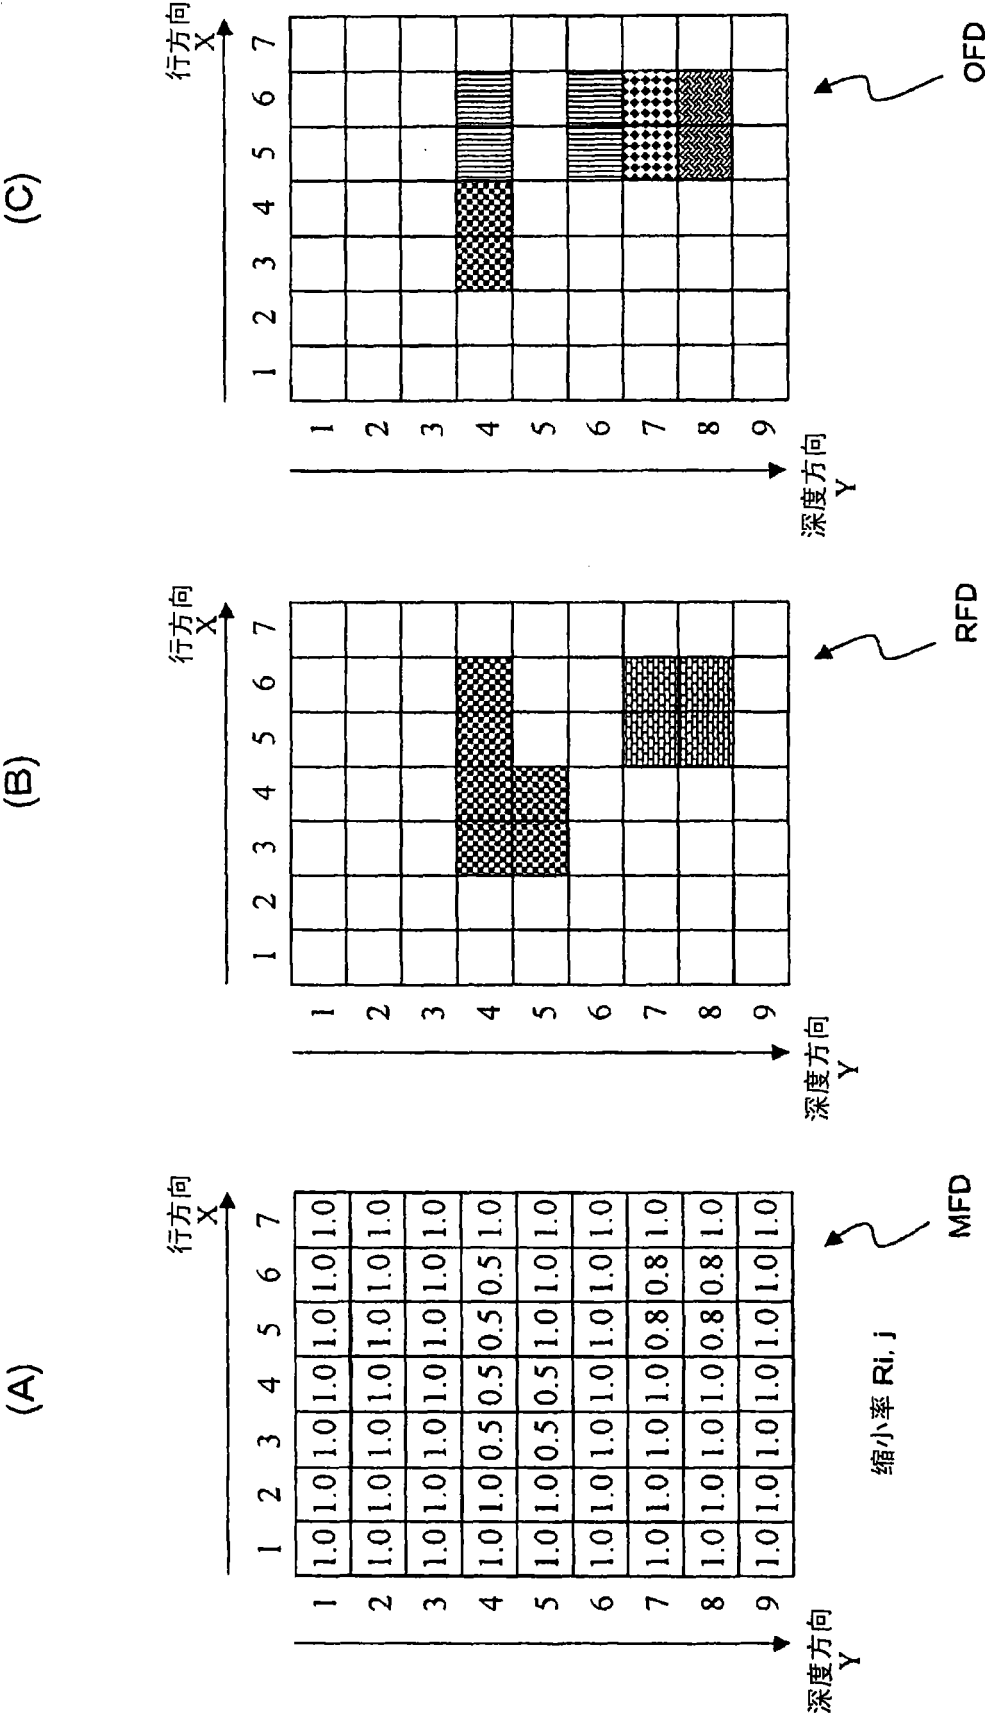 (A)
行方向
X
1 2 3 4 5 6 7
1 1.0 1.0 1.0 1.0 1.0 1.0 1.0
2 1.0 1.0 1.0 1.0 1.0 1.0 1.0
3 1.0 1.0 1.0 1.0 1.0 1.0 1.0
4 1.0 1.0 0.5 0.5 0.5 0.5 1.0
5 1.0 1.0 0.5 0.5 1.0 1.0 1.0
6 1.0 1.0 1.0 1.0 1.0 1.0 1.0
7 1.0 1.0 1.0 1.0 0.8 0.8 1.0
8 1.0 1.0 1.0 1.0 0.8 0.8 1.0
9 1.0 1.0 1.0 1.0 1.0 1.0 1.0
深度方向
Y
缩小率 Ri, j
MFD
(B)
行方向
X
1 2 3 4 5 6 7
1
2
3
4
5
6
7
8
9
深度方向
Y
RFD
(C)
行方向
X
1 2 3 4 5 6 7
1
2
3
4
5
6
7
8
9
深度方向
Y
OFD